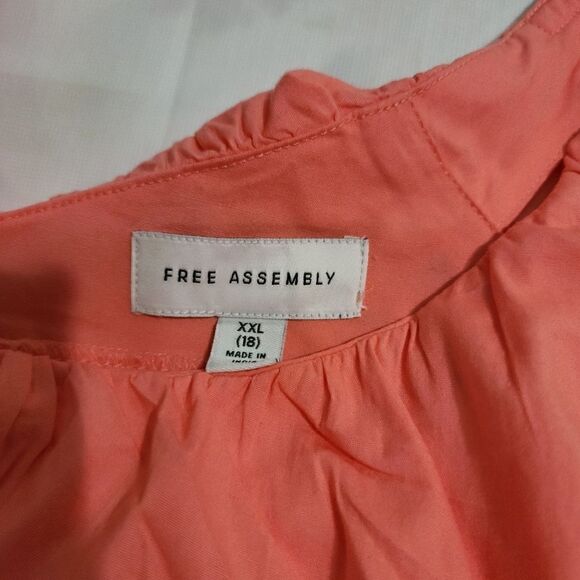 FREE ASSEMBLY
XXL
(18)
MADE IN